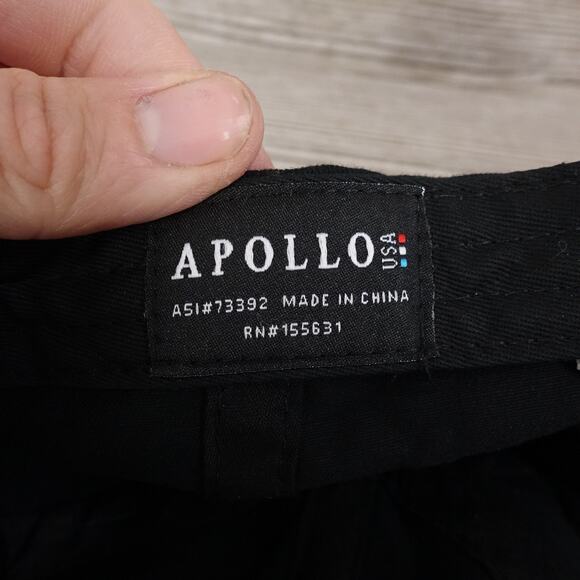 APOLLO USA
ASI#73392 MADE IN CHINA
RN#155631